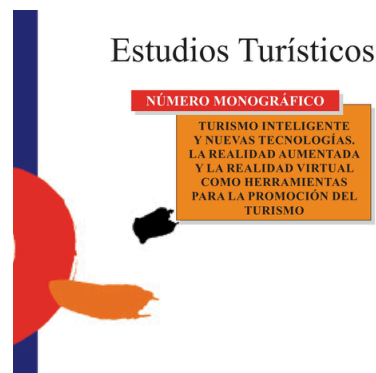 Estudios Turísticos
NÚMERO MONOGRÁFICO
TURISMO INTELIGENTE
Y NUEVAS TECNOLOGÍAS.
LA REALIDAD AUMENTADA
Y LA REALIDAD VIRTUAL
COMO HERRAMIENTAS
PARA LA PROMOCIÓN DEL
TURISMO